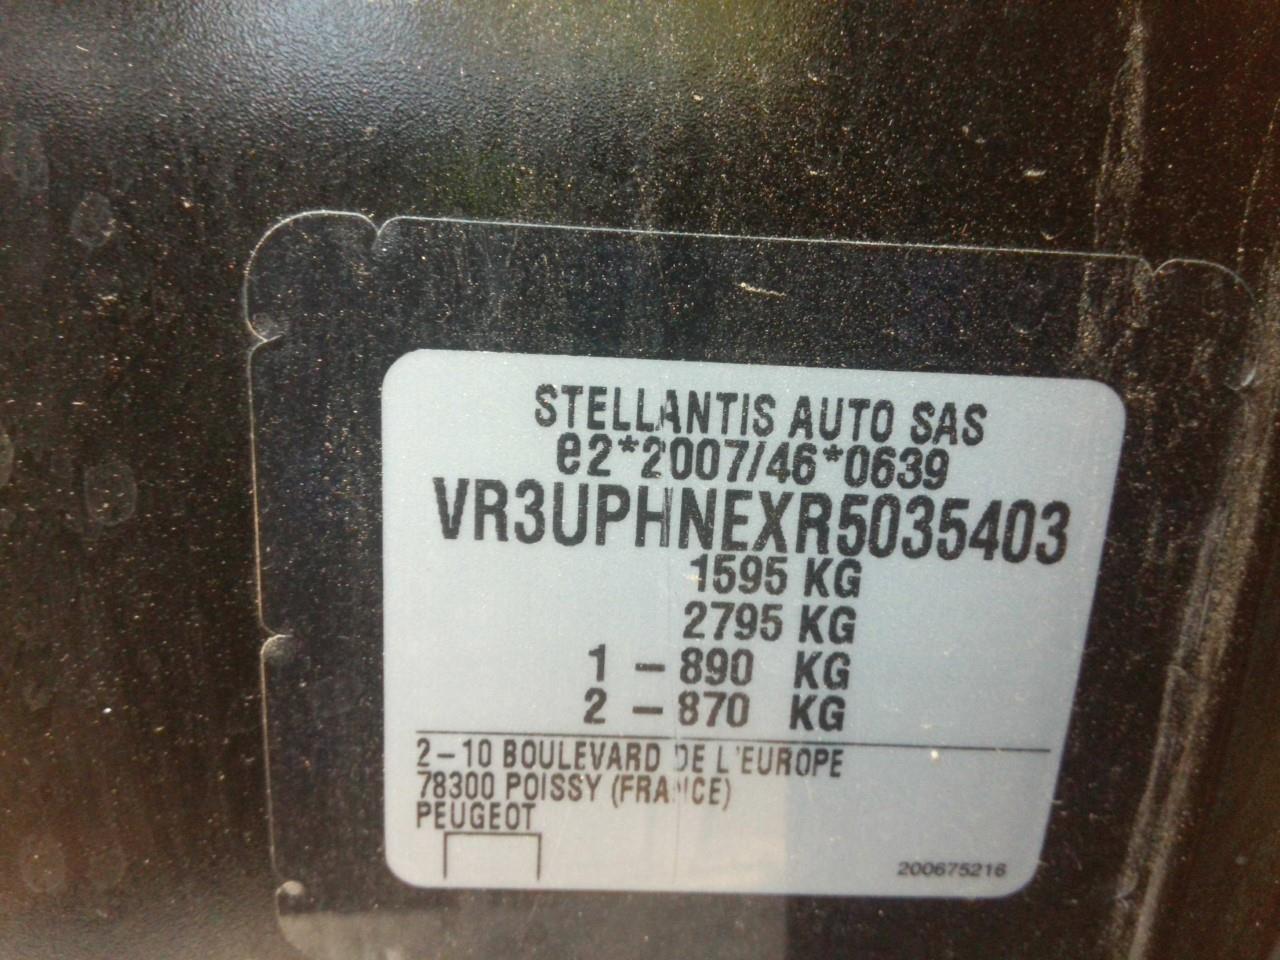 STELLANTIS AUTO SAS
e2*2007/46*0639
VR3UPHNEXR5035403
1595 KG
2795 KG
1 – 890 KG
2 – 870 KG
2–10 BOULEVARD DE L'EUROPE
78300 POISSY (FRANCE)
PEUGEOT
200675216